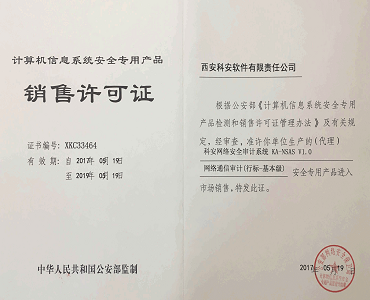 计算机信息系统安全专用产品
销售许可证
证书编号: XKC33464
有 效 期: 自 2017年 05月 19日
至 2019年 05月 19日
中华人民共和国公安部监制
西安科安软件有限责任公司
根据公安部《计算机信息系统安全专用
产品检测和销售许可证管理办法》及有关规
定,经审查,准许你单位生产的(代理)
科安网络安全审计系统 KA-NSAS V1.0
网络通信审计(行标-基本级) 安全专用产品进入
市场销售,特发此证。
2017年 05月 19日